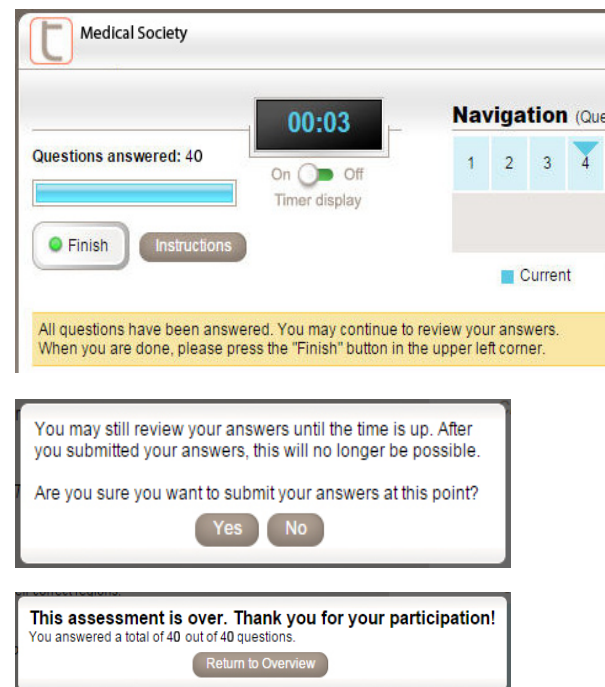 Medical Society
00:03
Navigation (Que
Questions answered: 40
1 2 3 4
On Off
Timer display
Finish Instructions
Current
All questions have been answered. You may continue to review your answers.
When you are done, please press the "Finish" button in the upper left corner.
You may still review your answers until the time is up. After
you submitted your answers, this will no longer be possible.
Are you sure you want to submit your answers at this point?
Yes No
This assessment is over. Thank you for your participation!
You answered a total of 40 out of 40 questions.
Return to Overview